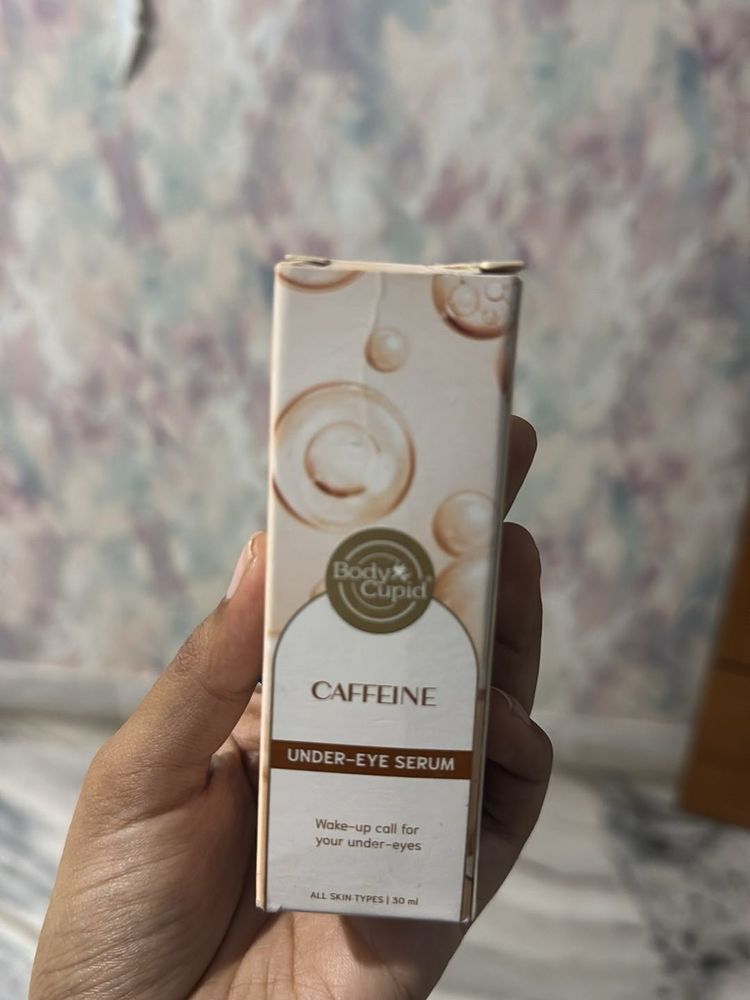 Body
Cupid®
CAFFEINE
UNDER-EYE SERUM
Wake-up call for
your under-eyes
ALL SKIN TYPES | 30 ml